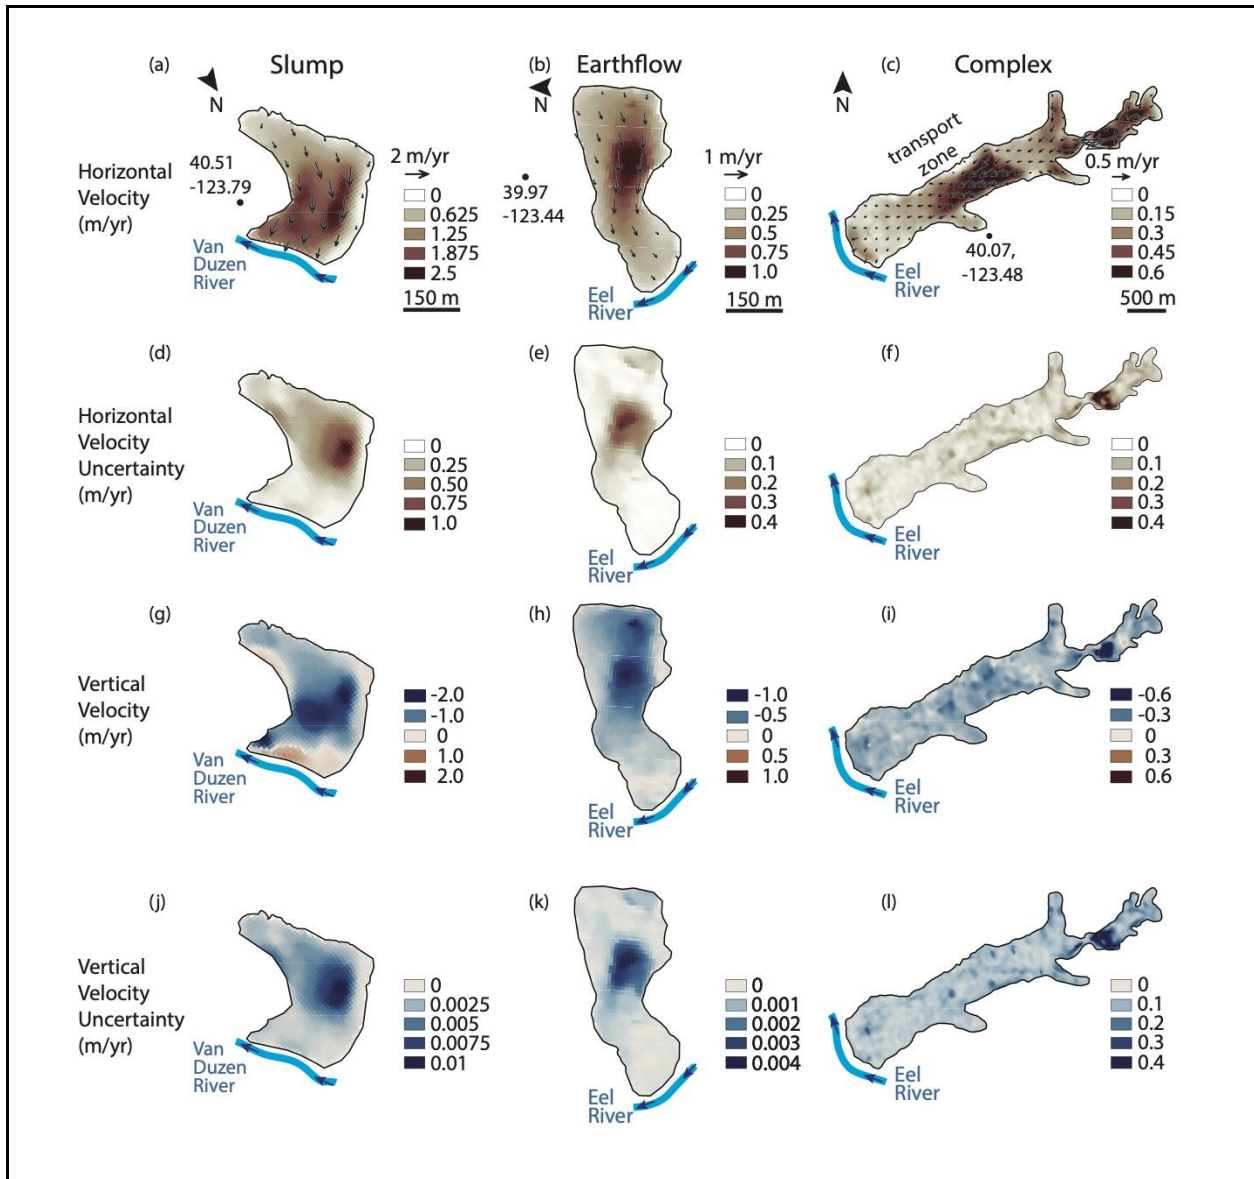 (a)
Slump
(b)
Earthflow
(c)
Complex
N
N
N
Horizontal
Velocity
(m/yr)
40.51
-123.79
Van
Duzen
River
2 m/yr
0
0.625
1.25
1.875
2.5
150 m
39.97
-123.44
Eel
River
1 m/yr
0
0.25
0.5
0.75
1.0
150 m
transport
zone
40.07,
-123.48
Eel
River
0.5 m/yr
0
0.15
0.3
0.45
0.6
500 m
(d)
(e)
(f)
Horizontal
Velocity
Uncertainty
(m/yr)
Van
Duzen
River
0
0.25
0.50
0.75
1.0
Eel
River
0
0.1
0.2
0.3
0.4
Eel
River
0
0.1
0.2
0.3
0.4
(g)
(h)
(i)
Vertical
Velocity
(m/yr)
Van
Duzen
River
-2.0
-1.0
0
1.0
2.0
Eel
River
-1.0
-0.5
0
0.5
1.0
Eel
River
-0.6
-0.3
0
0.3
0.6
(j)
(k)
(l)
Vertical
Velocity
Uncertainty
(m/yr)
Van
Duzen
River
0
0.0025
0.005
0.0075
0.01
Eel
River
0
0.001
0.002
0.003
0.004
Eel
River
0
0.1
0.2
0.3
0.4